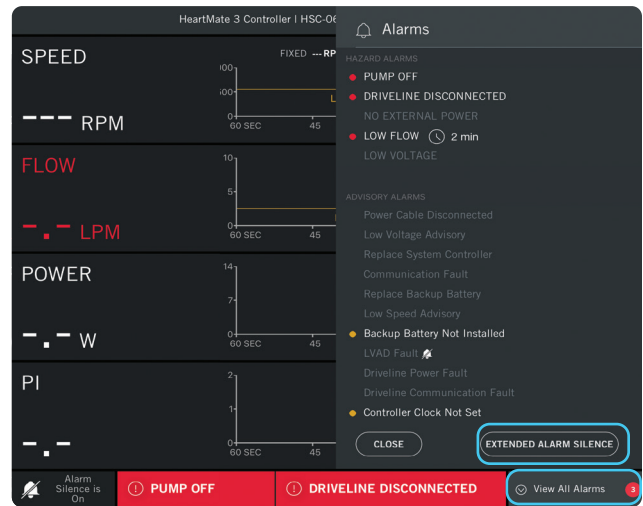 HeartMate 3 Controller | HSC-06
Alarms
SPEED
FIXED --- RP
--- RPM
60 SEC 45
FLOW
10
5
0
-.- LPM
60 SEC 45
POWER
14
7
0
-.- W
60 SEC 45
PI
2
1
0
-.-
60 SEC 45
HAZARD ALARMS
PUMP OFF
DRIVELINE DISCONNECTED
NO EXTERNAL POWER
LOW FLOW 2 min
LOW VOLTAGE
ADVISORY ALARMS
Power Cable Disconnected
Low Voltage Advisory
Replace System Controller
Communication Fault
Replace Backup Battery
Low Speed Advisory
Backup Battery Not Installed
LVAD Fault
Driveline Power Fault
Driveline Communication Fault
Controller Clock Not Set
CLOSE
EXTENDED ALARM SILENCE
Alarm
Silence is
On
PUMP OFF
DRIVELINE DISCONNECTED
View All Alarms 3